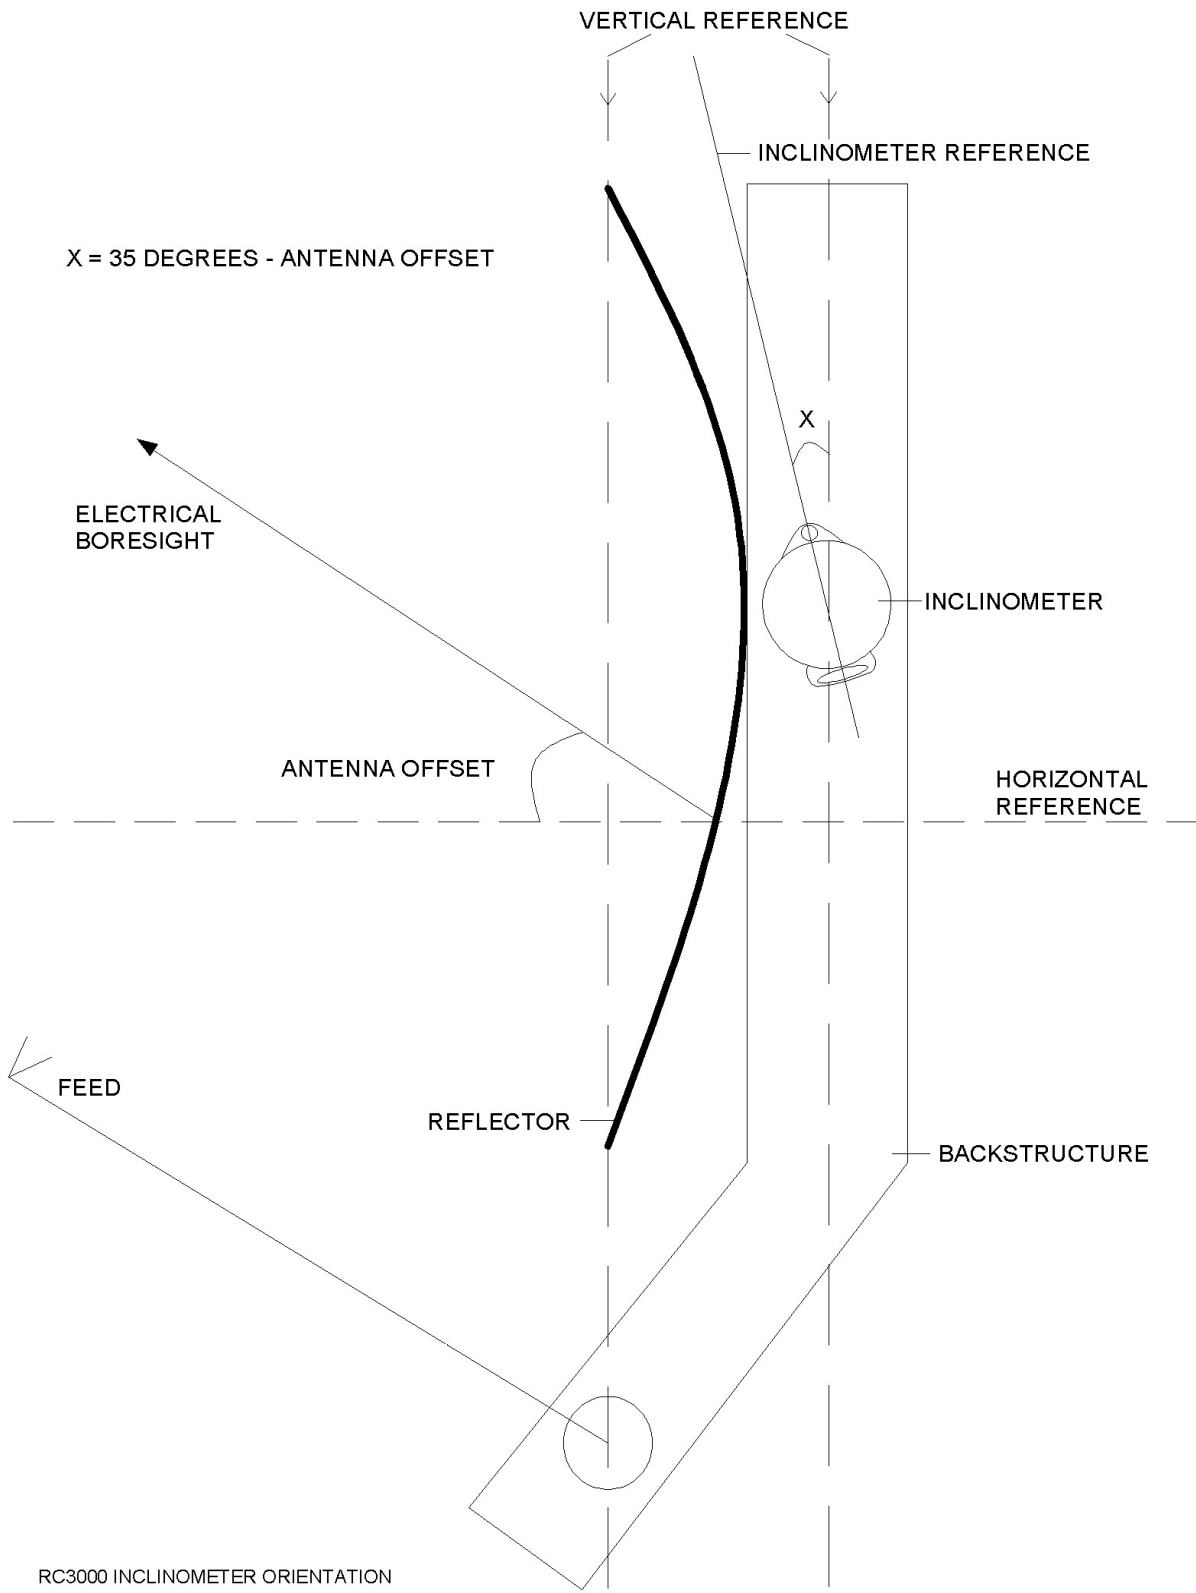 VERTICAL REFERENCE
INCLINOMETER REFERENCE
X = 35 DEGREES - ANTENNA OFFSET
X
ELECTRICAL
BORESIGHT
INCLINOMETER
ANTENNA OFFSET
HORIZONTAL
REFERENCE
FEED
REFLECTOR
BACKSTRUCTURE
RC3000 INCLINOMETER ORIENTATION